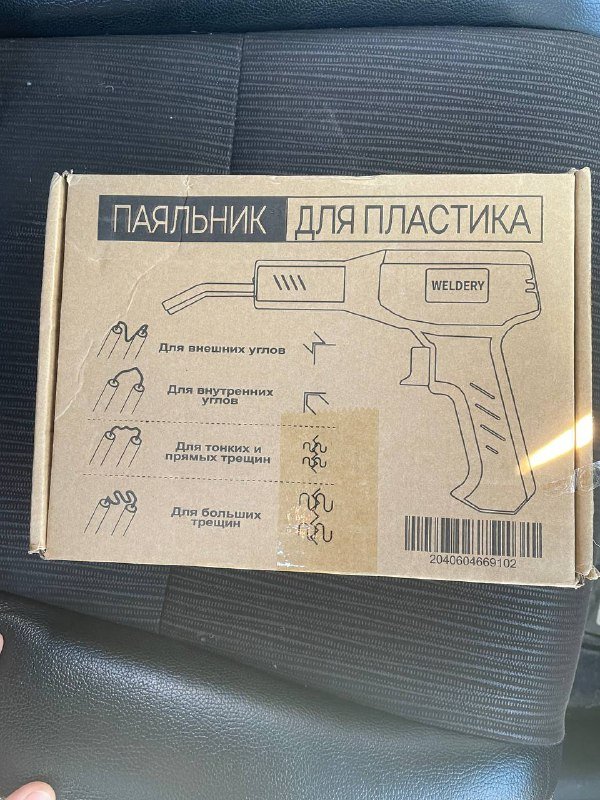 ПАЯЛЬНИК ДЛЯ ПЛАСТИКА
WELDERY
Для внешних углов
Для внутренних
углов
Для тонких и
прямых трещин
Для больших
трещин
2040604669102